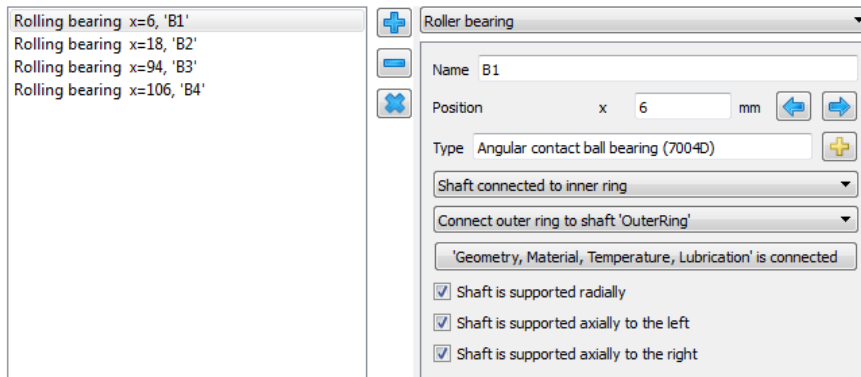 Rolling bearing x=6, 'B1'
Rolling bearing x=18, 'B2'
Rolling bearing x=94, 'B3'
Rolling bearing x=106, 'B4'
Roller bearing
Name B1
Position x 6 mm
Type Angular contact ball bearing (7004D)
Shaft connected to inner ring
Connect outer ring to shaft 'OuterRing'
'Geometry, Material, Temperature, Lubrication' is connected
Shaft is supported radially
Shaft is supported axially to the left
Shaft is supported axially to the right